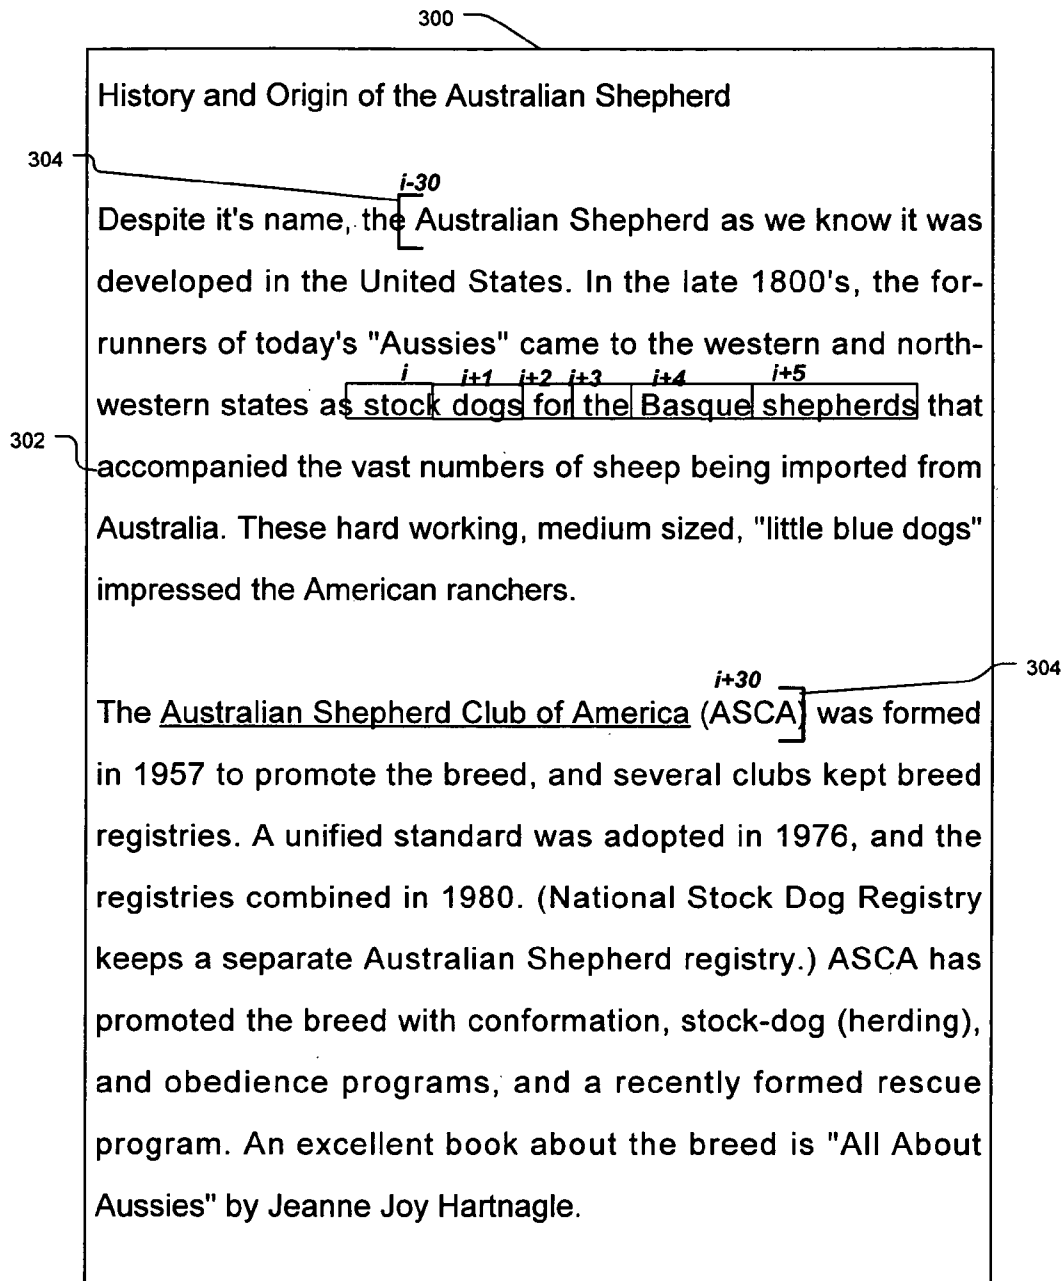 300
History and Origin of the Australian Shepherd
304
i-30
Despite it's name, the Australian Shepherd as we know it was
developed in the United States. In the late 1800's, the for-
runners of today's "Aussies" came to the western and north-
i i+1 i+2 i+3 i+4 i+5
western states as stock dogs for the Basque shepherds that
302
accompanied the vast numbers of sheep being imported from
Australia. These hard working, medium sized, "little blue dogs"
impressed the American ranchers.
i+30
304
The Australian Shepherd Club of America (ASCA) was formed
in 1957 to promote the breed, and several clubs kept breed
registries. A unified standard was adopted in 1976, and the
registries combined in 1980. (National Stock Dog Registry
keeps a separate Australian Shepherd registry.) ASCA has
promoted the breed with conformation, stock-dog (herding),
and obedience programs, and a recently formed rescue
program. An excellent book about the breed is "All About
Aussies" by Jeanne Joy Hartnagle.